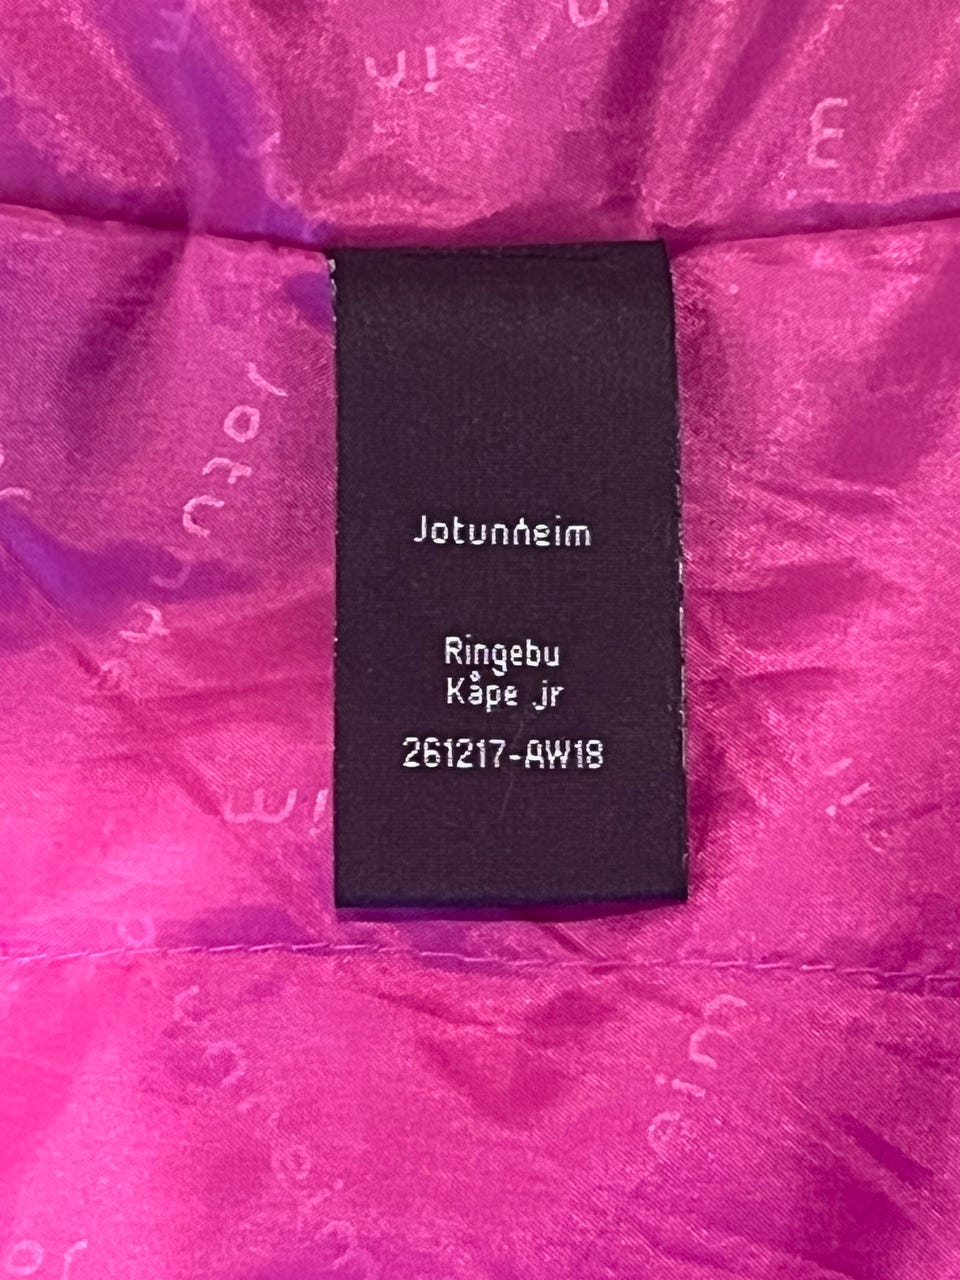 Jotunheim
Ringebu
Kåpe jr
261217-AW18